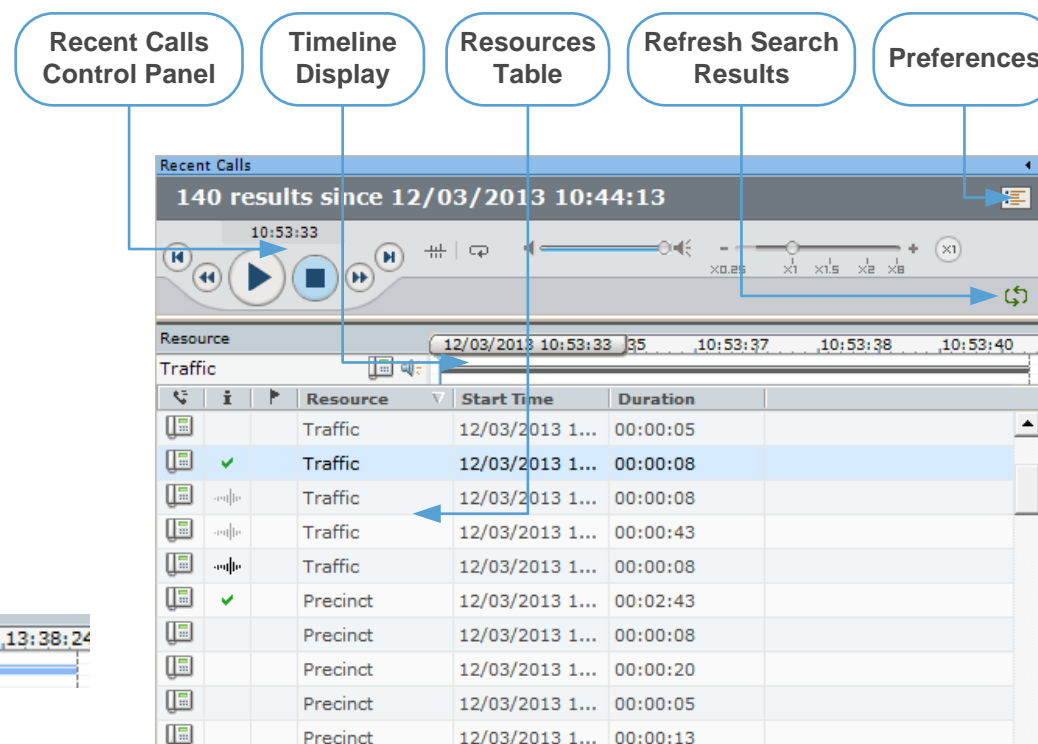 Recent Calls
Control Panel
Timeline
Display
Resources
Table
Refresh Search
Results
Preferences
Recent Calls
140 results since 12/03/2013 10:44:13
10:53:33
- +
x0.25 x1 x1.5 x2 x8
x1
Resource
12/03/2013 10:53:33 35 10:53:37 10:53:38 10:53:40
Traffic
i Resource Start Time Duration
Traffic 12/03/2013 1... 00:00:05
Traffic 12/03/2013 1... 00:00:08
Traffic 12/03/2013 1... 00:00:08
Traffic 12/03/2013 1... 00:00:43
Traffic 12/03/2013 1... 00:00:08
Precinct 12/03/2013 1... 00:02:43
Precinct 12/03/2013 1... 00:00:08
Precinct 12/03/2013 1... 00:00:20
Precinct 12/03/2013 1... 00:00:05
Precinct 12/03/2013 1... 00:00:13
13:38:24